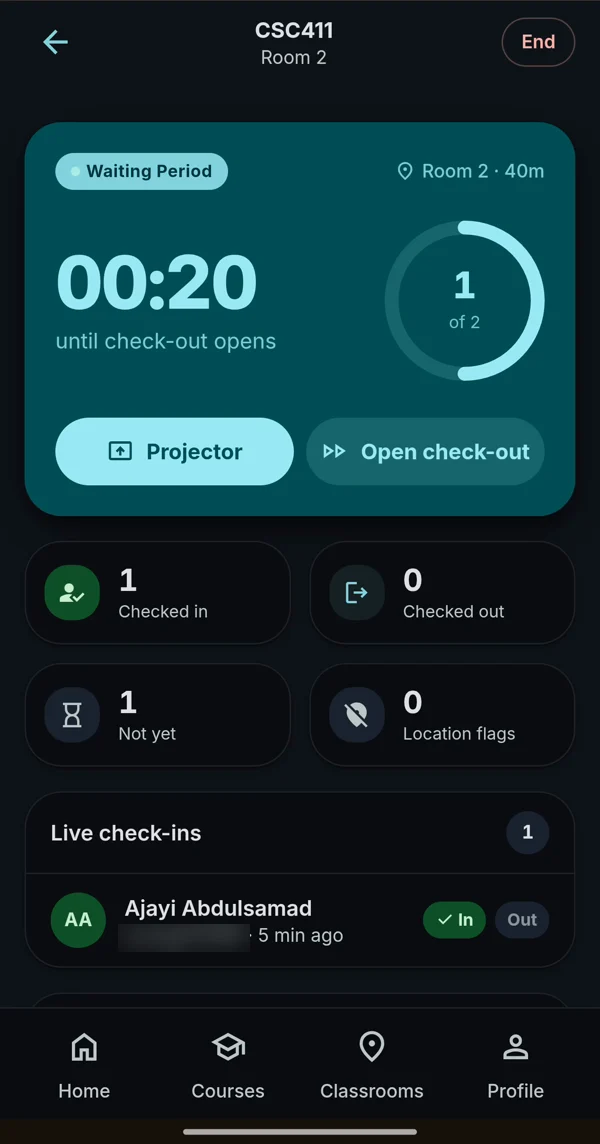 CSC411
Room 2
End
Waiting Period
Room 2 · 40m
00:20
until check-out opens
1
of 2
Projector
Open check-out
1
Checked in
0
Checked out
1
Not yet
0
Location flags
Live check-ins
1
AA
Ajayi Abdulsamad
· 5 min ago
In
Out
Home
Courses
Classrooms
Profile